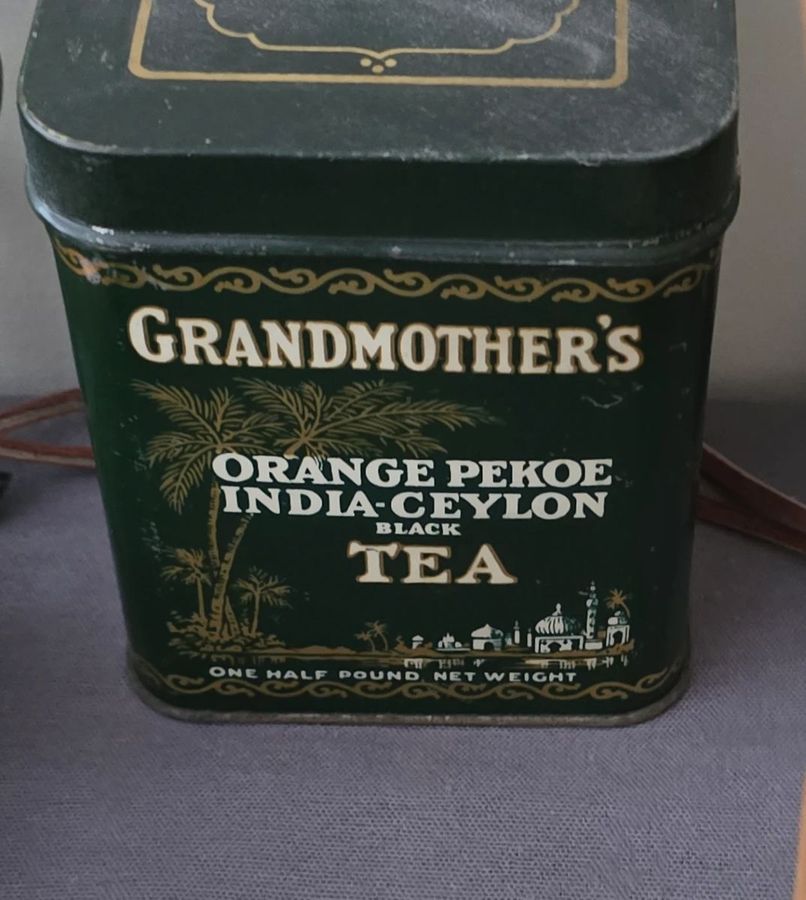 GRANDMOTHER'S
ORANGE PEKOE
INDIA-CEYLON
BLACK
TEA
ONE HALF POUND NET WEIGHT